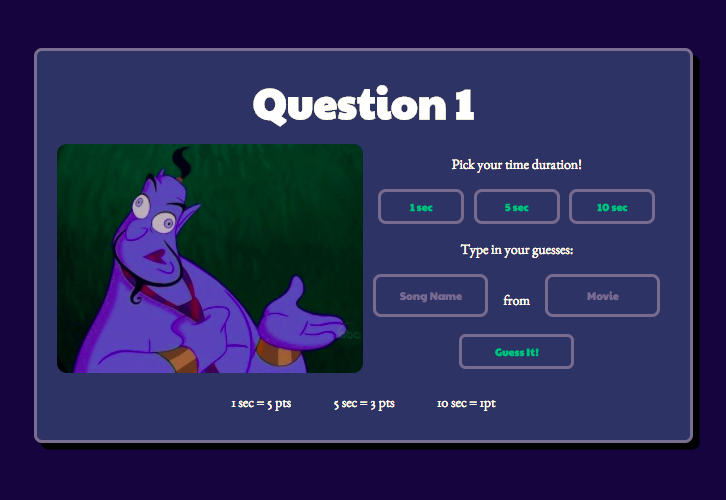 Question 1
Pick your time duration!
1 sec 5 sec 10 sec
Type in your guesses:
Song Name from Movie
Guess It!
1 sec = 5 pts 5 sec = 3 pts 10 sec = 1pt